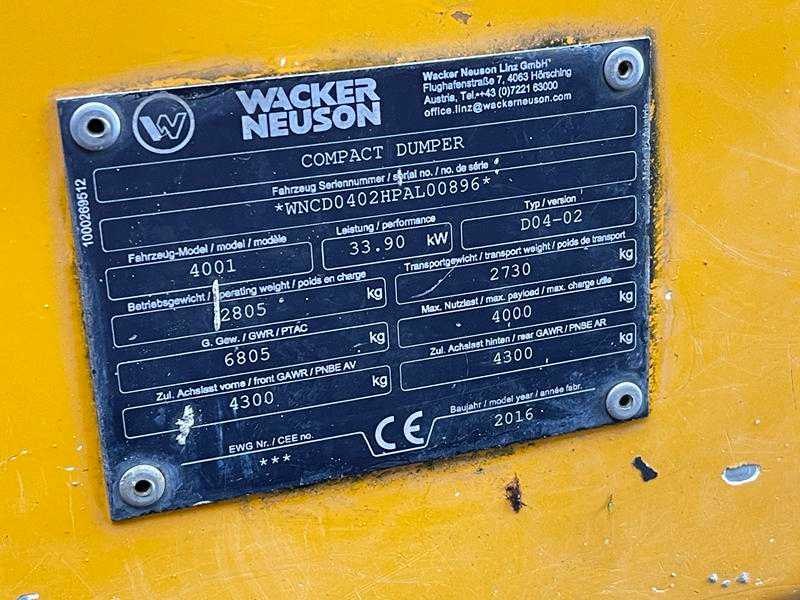 W
WACKER
NEUSON
Wacker Neuson Linz GmbH
Flughafenstraße 7, 4063 Hörsching
Austria, Tel.++43 (0)7221 63000
office.linz@wackerneuson.com
COMPACT DUMPER
Fahrzeug Seriennummer / serial no. / no. de série
*WNCD0402HPAL00896*
Fahrzeug-Model / model / modèle
4001
Leistung / performance
33.90 kW
Typ / version
D04-02
Betriebsgewicht / operating weight / poids en charge
2805 kg
Transportgewicht / transport weight / poids de transport
2730 kg
G. Gew. / GWR / PTAC
6805 kg
Max. Nutzlast / max. payload / max. charge utile
4000 kg
Zul. Achslast vorne / front GAWR / PNBE AV
4300 kg
Zul. Achslast hinten / rear GAWR / PNBE AR
4300 kg
EWG Nr. / CEE no.
***
CE
Baujahr / model year / année fabr.
2016
1000269512
Made in Austria